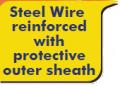 Steel Wire
reinforced
with
protective
outer sheath